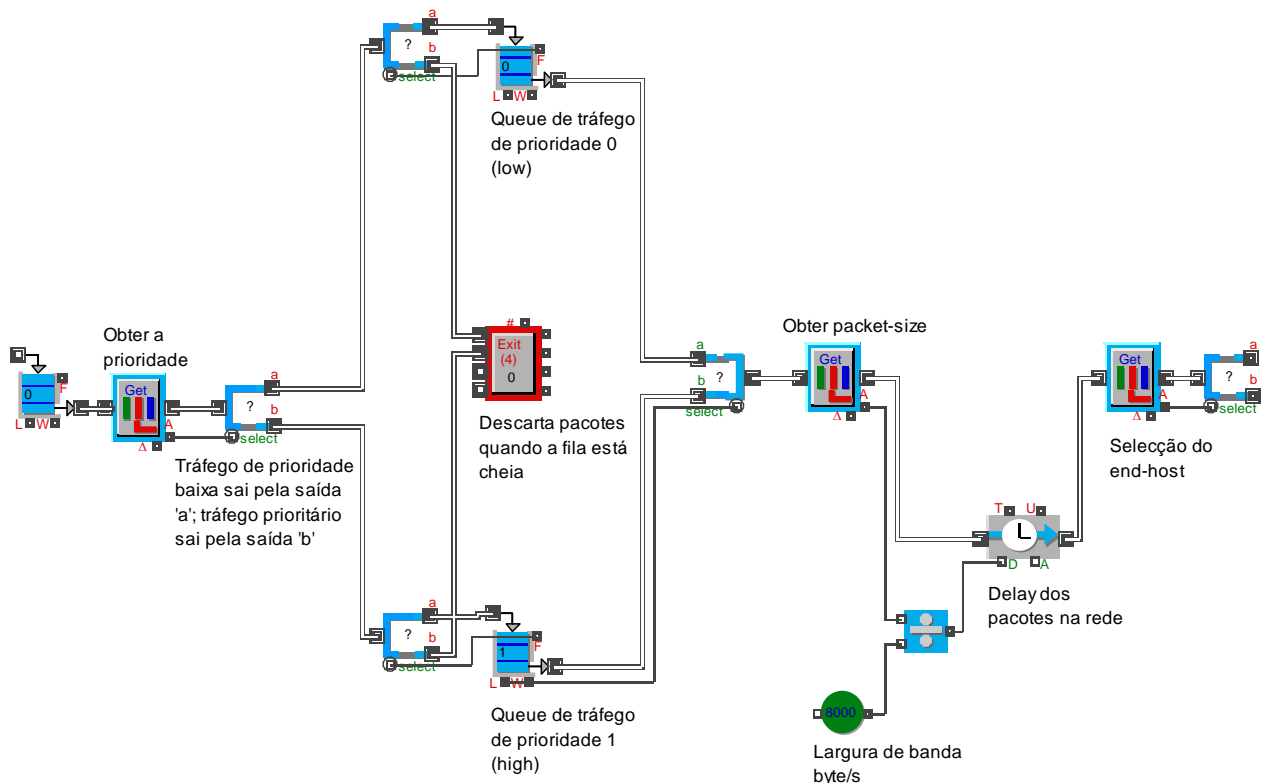 a
?
b
select
0
F
L
W
Queue de tráfego
de prioridade 0
(low)
Obter a
prioridade
0
F
L
W
Get
A
Δ
a
?
b
select
Tráfego de prioridade
baixa sai pela saída
'a'; tráfego prioritário
sai pela saída 'b'
#
Exit
(4)
0
Descarta pacotes
quando a fila está
cheia
a
b
?
select
Obter packet-size
Get
A
Δ
Get
A
Δ
a
?
b
select
Selecção do
end-host
T
U
D
A
Delay dos
pacotes na rede
a
?
b
select
1
F
L
W
Queue de tráfego
de prioridade 1
(high)
8000
Largura de banda
byte/s